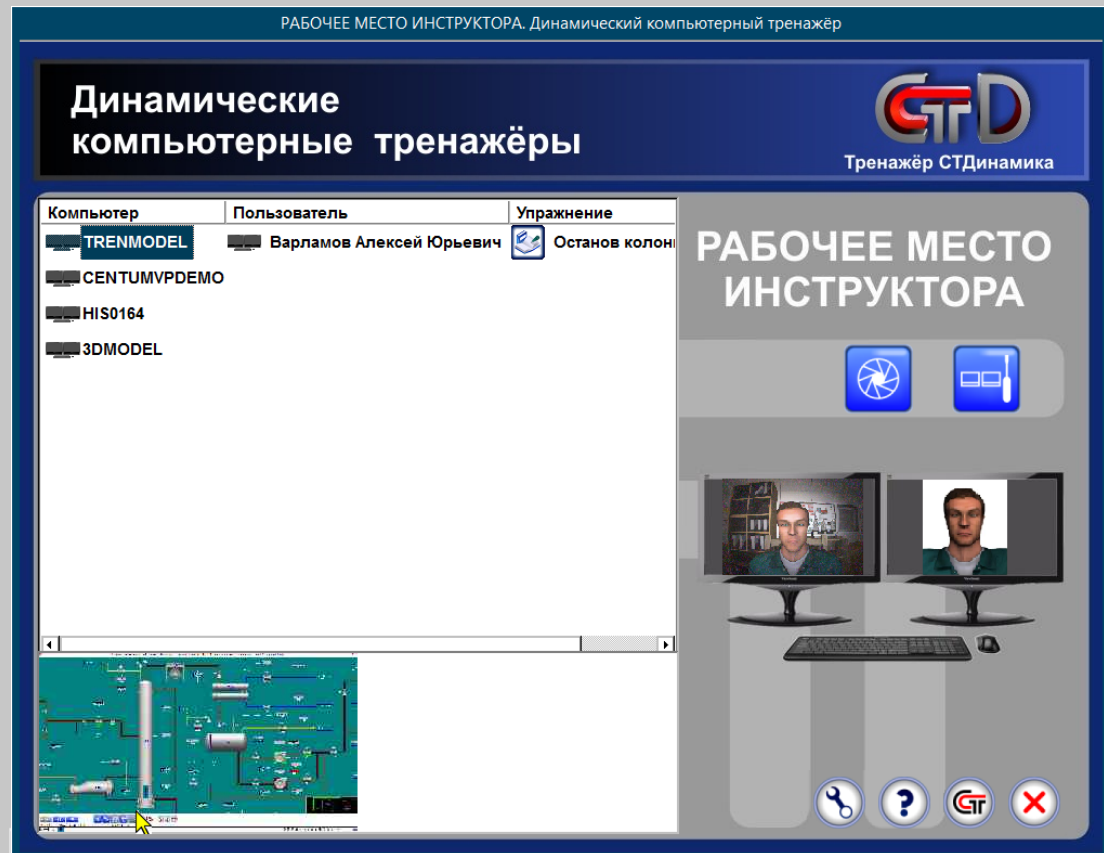 РАБОЧЕЕ МЕСТО ИНСТРУКТОРА. Динамический компьютерный тренажёр
Динамические
компьютерные тренажёры
Тренажёр СТДинамика
Компьютер Пользователь Упражнение
TRENMODEL Варламов Алексей Юрьевич Останов
CENTUMVPDEMO
HIS0164
3DMODEL
РАБОЧЕЕ МЕСТО
ИНСТРУКТОРА